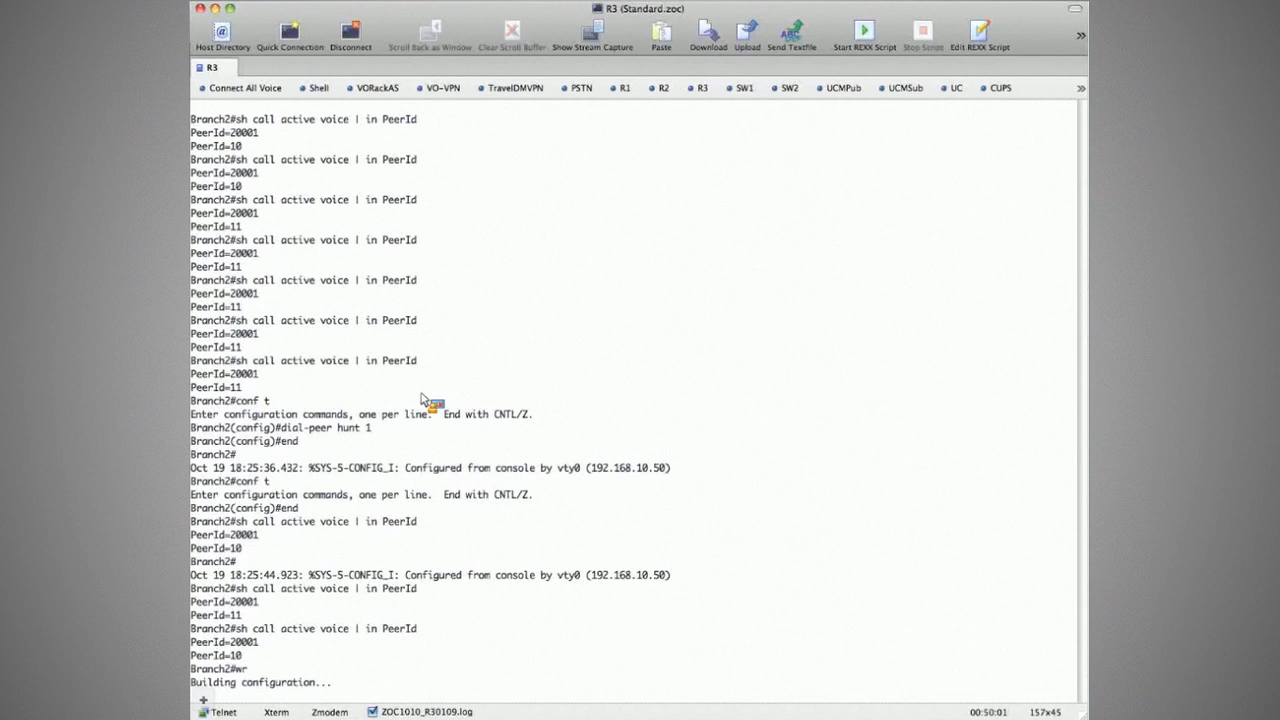 R3 (Standard.zoc)
Host Directory Quick Connection Disconnect Scroll Back as Window Clear Scroll Buffer Show Stream Capture Paste Download Upload Send Textfile Start REXX Script Stop Script Edit REXX Script »
R3
Connect All Voice Shell VORackAS VO-VPN TravelDMVPN PSTN R1 R2 R3 SW1 SW2 UCMPub UCMSub UC CUPS »
Branch2#sh call active voice | in PeerId
PeerId=20001
PeerId=10
Branch2#sh call active voice | in PeerId
PeerId=20001
PeerId=10
Branch2#sh call active voice | in PeerId
PeerId=20001
PeerId=11
Branch2#sh call active voice | in PeerId
PeerId=20001
PeerId=11
Branch2#sh call active voice | in PeerId
PeerId=20001
PeerId=11
Branch2#sh call active voice | in PeerId
PeerId=20001
PeerId=11
Branch2#sh call active voice | in PeerId
PeerId=20001
PeerId=11
Branch2#conf t
Enter configuration commands, one per line.  End with CNTL/Z.
Branch2(config)#dial-peer hunt 1
Branch2(config)#end
Branch2#
Oct 19 18:25:36.432: %SYS-5-CONFIG_I: Configured from console by vty0 (192.168.10.50)
Branch2#conf t
Enter configuration commands, one per line.  End with CNTL/Z.
Branch2(config)#end
Branch2#sh call active voice | in PeerId
PeerId=20001
PeerId=10
Branch2#
Oct 19 18:25:44.923: %SYS-5-CONFIG_I: Configured from console by vty0 (192.168.10.50)
Branch2#sh call active voice | in PeerId
PeerId=20001
PeerId=11
Branch2#sh call active voice | in PeerId
PeerId=20001
PeerId=10
Branch2#wr
Building configuration...
Telnet Xterm Zmodem ZOC1010_R30109.log 00:50:01 157x45